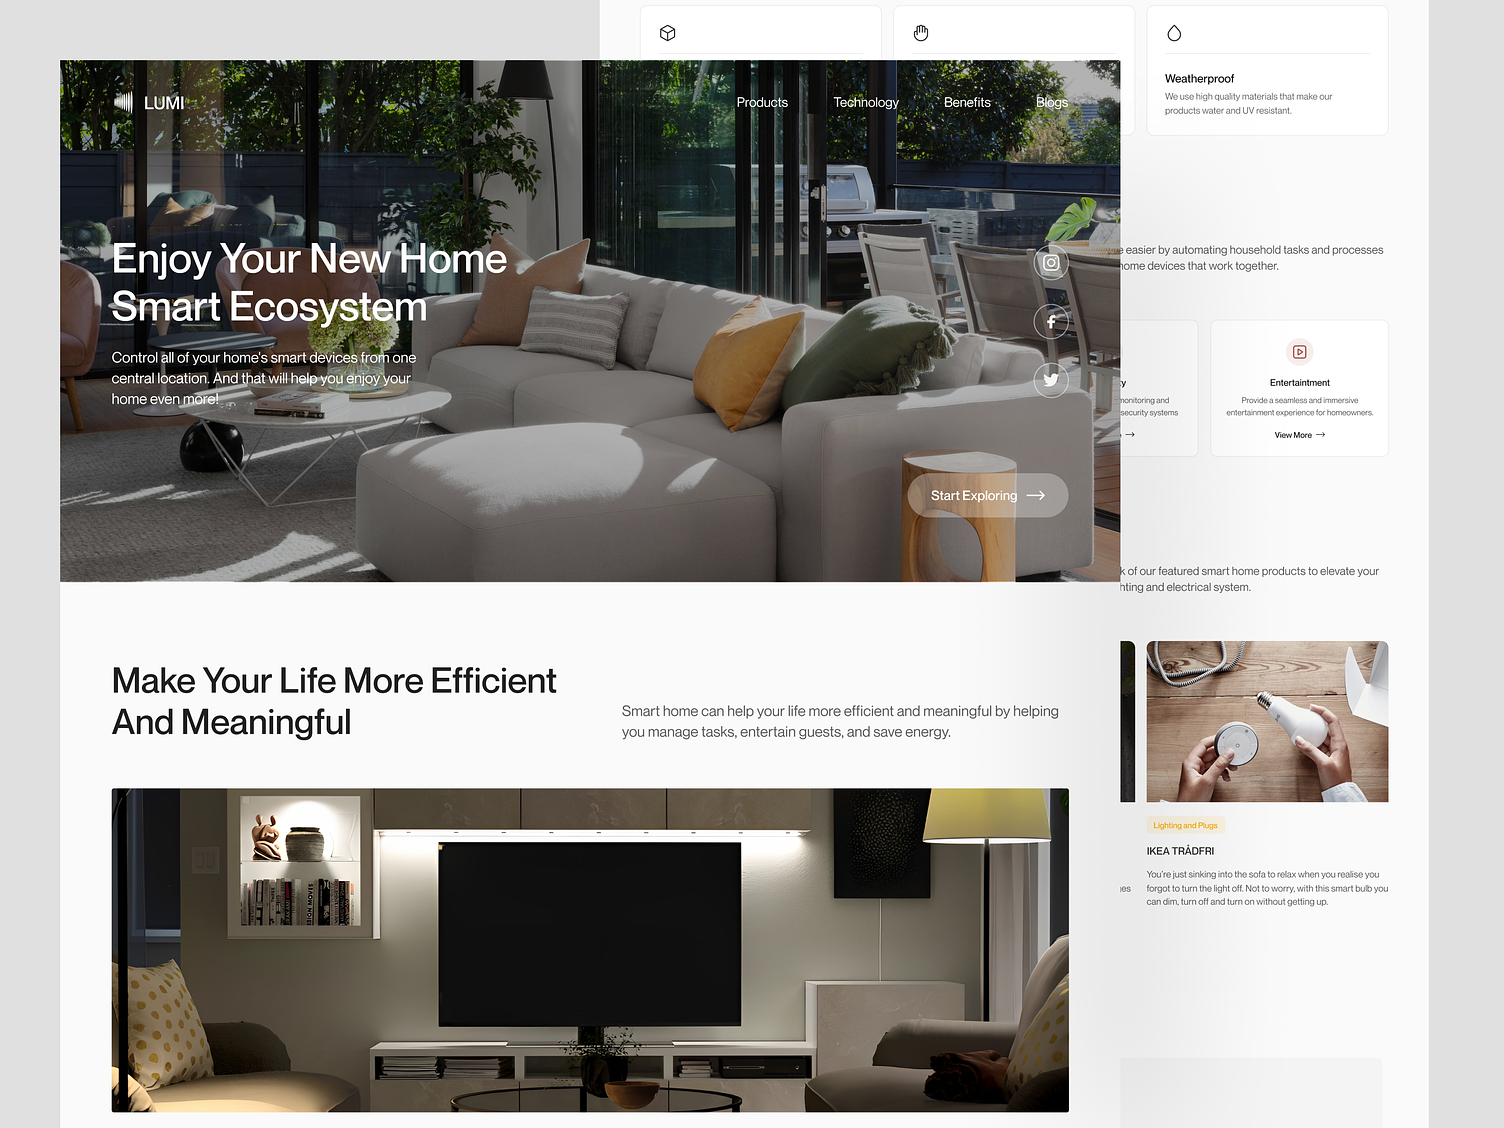 LUMI
Products
Technology
Benefits
Blogs
Enjoy Your New Home
Smart Ecosystem
Control all of your home's smart devices from one
central location. And that will help you enjoy your
home even more!
Start Exploring
Make Your Life More Efficient
And Meaningful
Smart home can help your life more efficient and meaningful by helping
you manage tasks, entertain guests, and save energy.
Weatherproof
We use high quality materials that make our
products water and UV resistant.
easier by automating household tasks and processes
home devices that work together.
monitoring and
security systems
Entertaintment
Provide a seamless and immersive
entertainment experience for homeowners.
View More
of our featured smart home products to elevate your
hting and electrical system.
Lighting and Plugs
IKEA TRÅDFRI
You're just sinking into the sofa to relax when you realise you
forgot to turn the light off. Not to worry, with this smart bulb you
can dim, turn off and turn on without getting up.